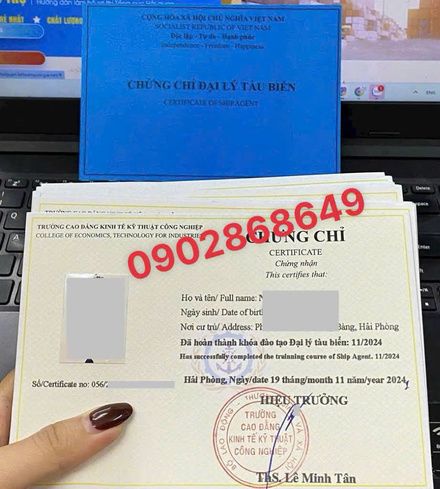 Hướng dẫn làm
CỘNG HÒA XÃ HỘI CHỦ NGHĨA VIỆT NAM
SOCIALIST REPUBLIC OF VIETNAM
Độc lập - Tự do - Hạnh phúc
Independence - Freedom - Happiness
CHỨNG CHỈ ĐẠI LÝ TÀU BIỂN
CERTIFICATE OF SHIP AGENT
TRƯỜNG CAO ĐẲNG KINH TẾ KỸ THUẬT CÔNG NGHIỆP
COLLEGE OF ECONOMICS, TECHNOLOGY FOR INDUSTRIES
0902868649
CHỨNG CHỈ
CERTIFICATE
Chứng nhận
This certifies that:
Họ và tên/ Full name: N
Ngày sinh/ Date of birth
Nơi cư trú/ Address: Ph Bàng, Hải Phòng
Đã hoàn thành khóa đào tạo Đại lý tàu biển: 11/2024
Has successfully completed the trainning course of Ship Agent. 11/2024
Số/Certificate no: 056/
Hải Phòng, Ngày/date 19 tháng/month 11 năm/year 2024
HIỆU TRƯỞNG
TRƯỜNG
CAO ĐẲNG
KINH TẾ KỸ THUẬT
CÔNG NGHIỆP
ThS. Lê Minh Tân